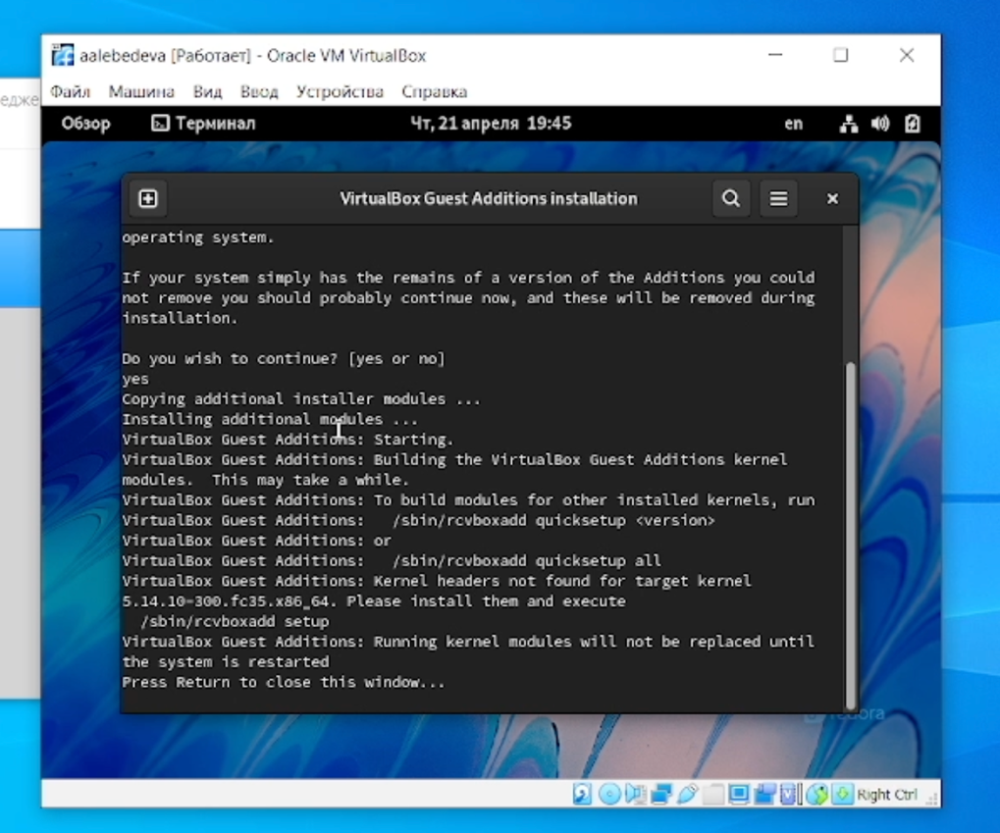 aalebedeva [Работает] - Oracle VM VirtualBox
Файл Машина Вид Ввод Устройства Справка
Обзор Терминал Чт, 21 апреля 19:45 en
VirtualBox Guest Additions installation
operating system.
If your system simply has the remains of a version of the Additions you could
not remove you should probably continue now, and these will be removed during
installation.
Do you wish to continue? [yes or no]
yes
Copying additional installer modules ...
Installing additional modules ...
VirtualBox Guest Additions: Starting.
VirtualBox Guest Additions: Building the VirtualBox Guest Additions kernel
modules.  This may take a while.
VirtualBox Guest Additions: To build modules for other installed kernels, run
VirtualBox Guest Additions:   /sbin/rcvboxadd quicksetup <version>
VirtualBox Guest Additions: or
VirtualBox Guest Additions:   /sbin/rcvboxadd quicksetup all
VirtualBox Guest Additions: Kernel headers not found for target kernel
5.14.10-300.fc35.x86_64. Please install them and execute
  /sbin/rcvboxadd setup
VirtualBox Guest Additions: Running kernel modules will not be replaced until
the system is restarted
Press Return to close this window...
Right Ctrl